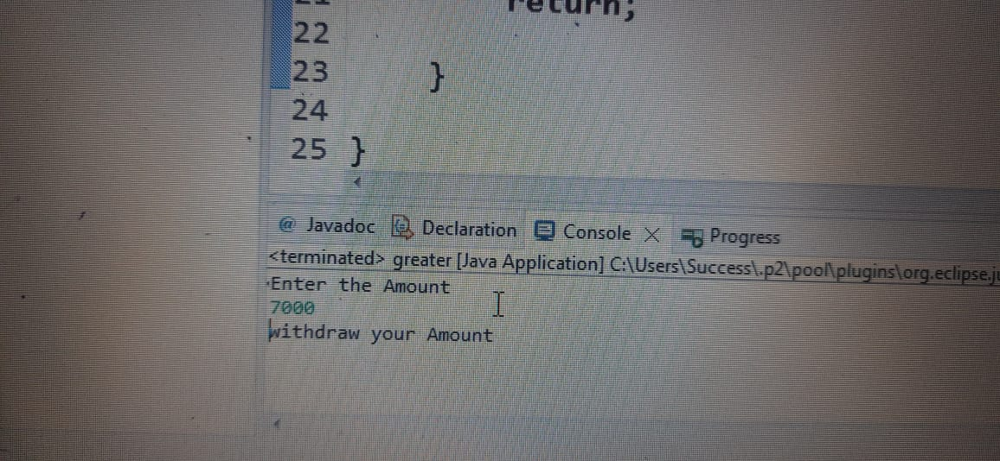 return;
22
23 }
24
25 }
@ Javadoc Declaration Console Progress
<terminated> greater [Java Application] C:\Users\Success\.p2\pool\plugins\org.eclipse.ju
Enter the Amount
7000
withdraw your Amount